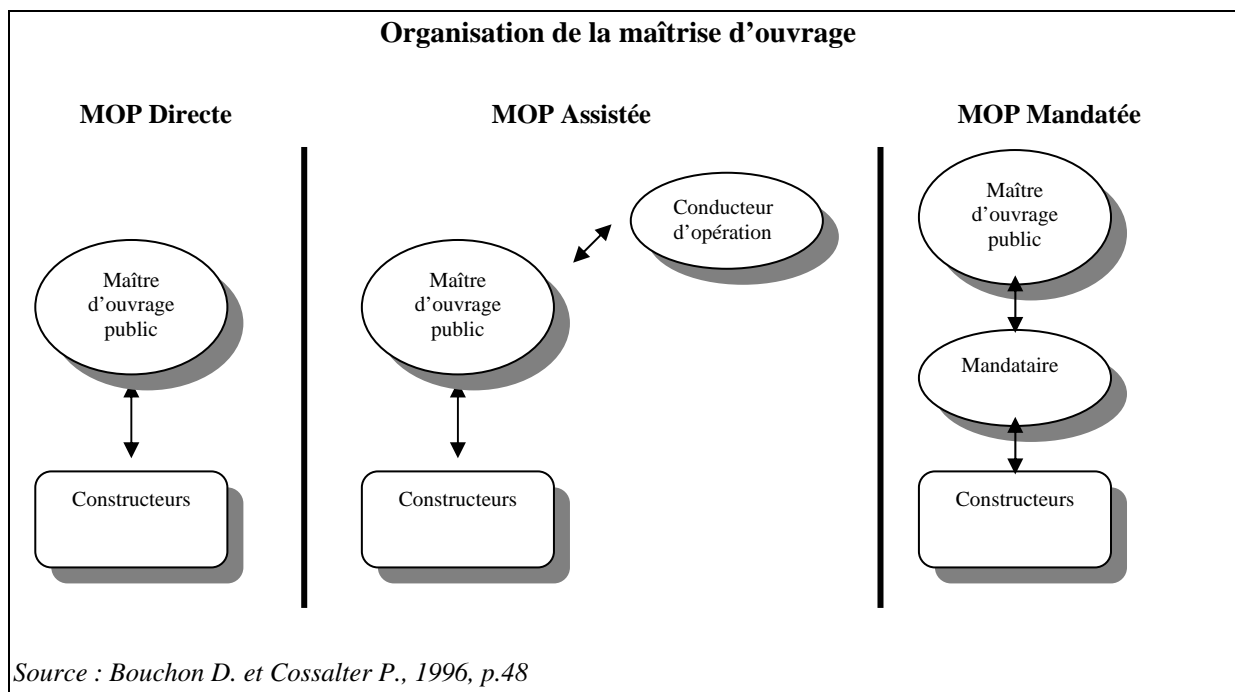 Organisation de la maîtrise d’ouvrage
MOP Directe
Maître
d’ouvrage
public
Constructeurs
MOP Assistée
Conducteur
d’opération
Maître
d’ouvrage
public
Constructeurs
MOP Mandatée
Maître
d’ouvrage
public
Mandataire
Constructeurs
Source : Bouchon D. et Cossalter P., 1996, p.48